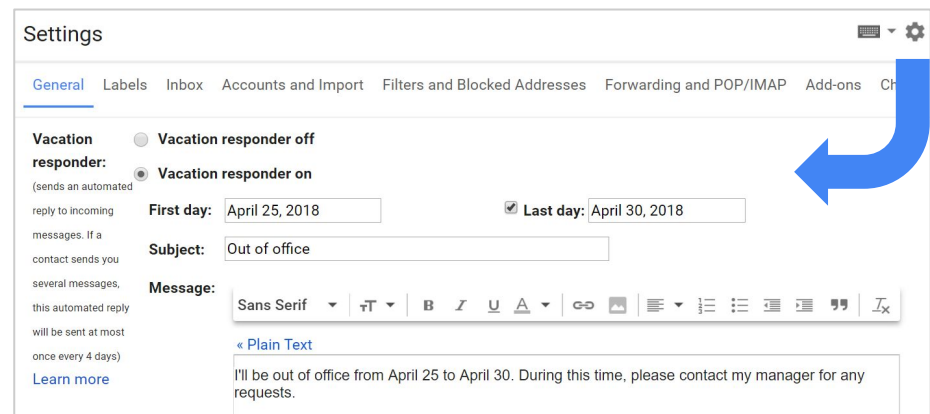 Settings
General Labels Inbox Accounts and Import Filters and Blocked Addresses Forwarding and POP/IMAP Add-ons Ch
Vacation responder:
(sends an automated
reply to incoming
messages. If a
contact sends you
several messages,
this automated reply
will be sent at most
once every 4 days)
Learn more
Vacation responder off
Vacation responder on
First day: April 25, 2018 Last day: April 30, 2018
Subject: Out of office
Message:
Sans Serif
« Plain Text
I'll be out of office from April 25 to April 30. During this time, please contact my manager for any
requests.